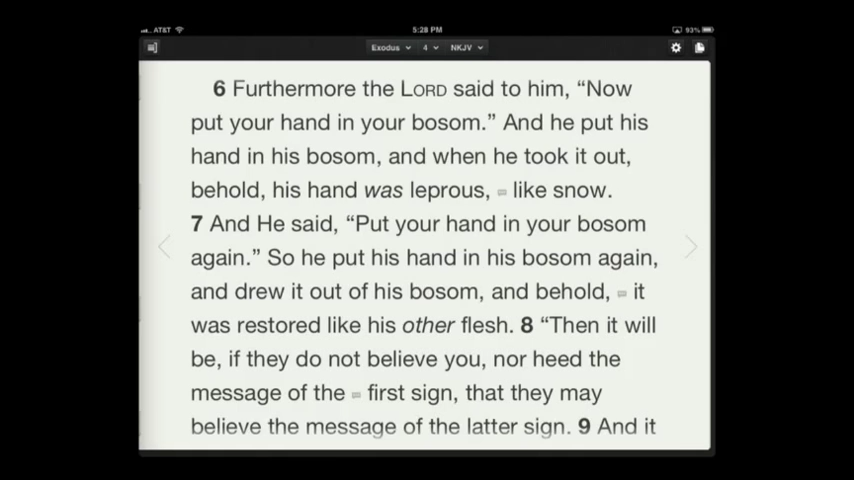 AT&T
5:28 PM
93%
Exodus 4 NKJV
6 Furthermore the LORD said to him, “Now
put your hand in your bosom.” And he put his
hand in his bosom, and when he took it out,
behold, his hand was leprous, like snow.
7 And He said, “Put your hand in your bosom
again.” So he put his hand in his bosom again,
and drew it out of his bosom, and behold, it
was restored like his other flesh. 8 “Then it will
be, if they do not believe you, nor heed the
message of the first sign, that they may
believe the message of the latter sign. 9 And it